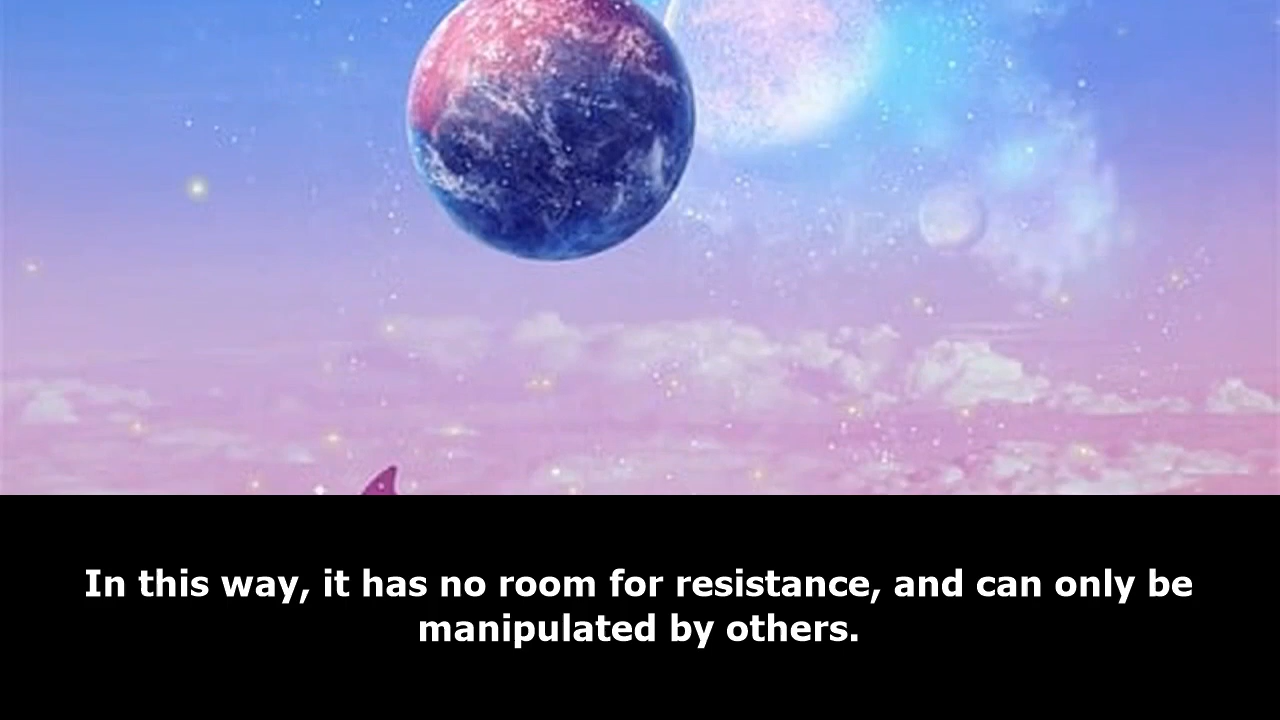 In this way, it has no room for resistance, and can only be
manipulated by others.